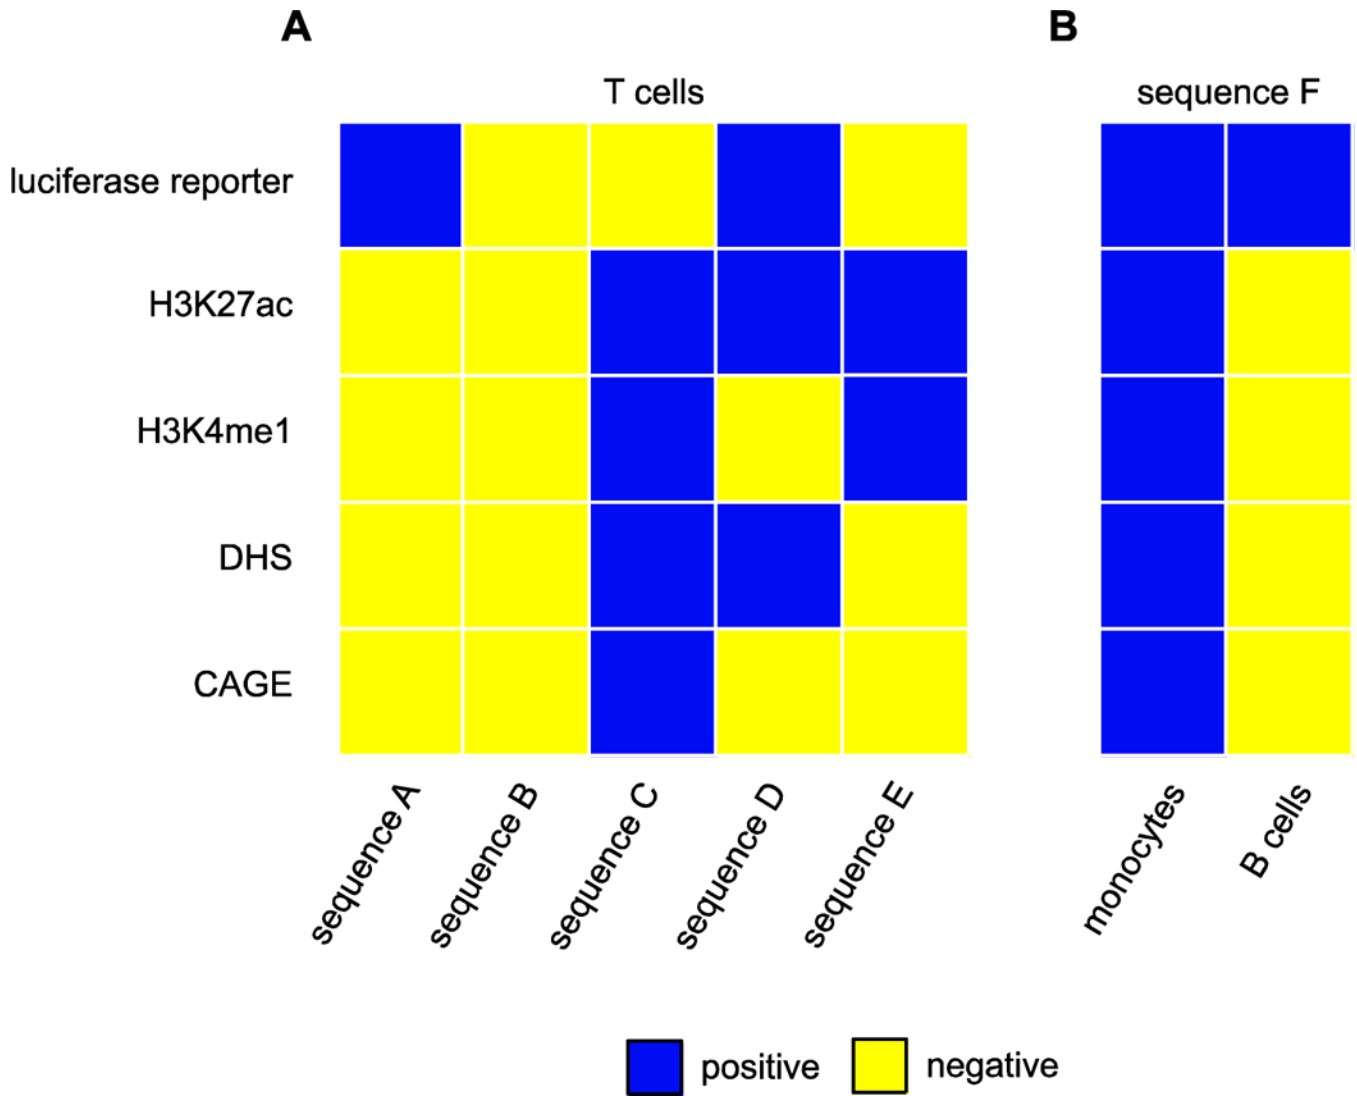 A
B
T cells
sequence F
luciferase reporter
H3K27ac
H3K4me1
DHS
CAGE
sequence A
sequence B
sequence C
sequence D
sequence E
monocytes
B cells
positive
negative